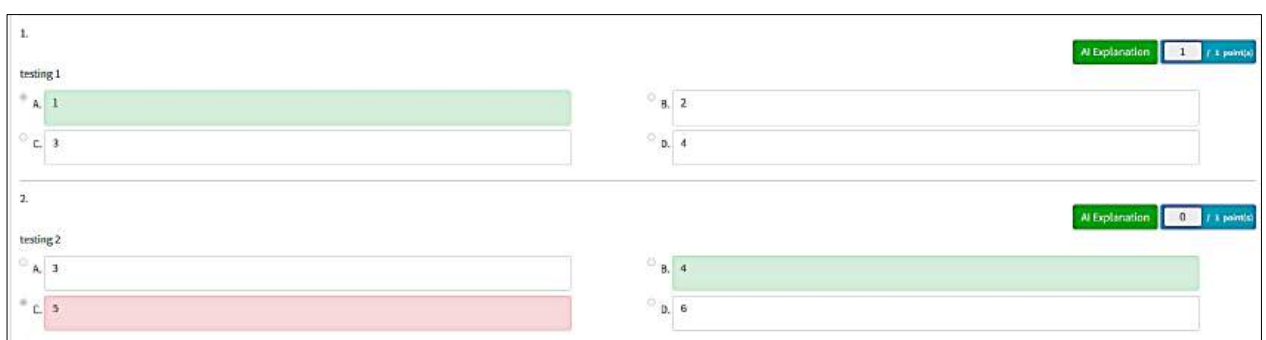 1.
AI Explanation 1 / 1 point(s)
testing 1
A. 1
B. 2
C. 3
D. 4
2.
AI Explanation 0 / 1 point(s)
testing 2
A. 3
B. 4
C. 5
D. 6